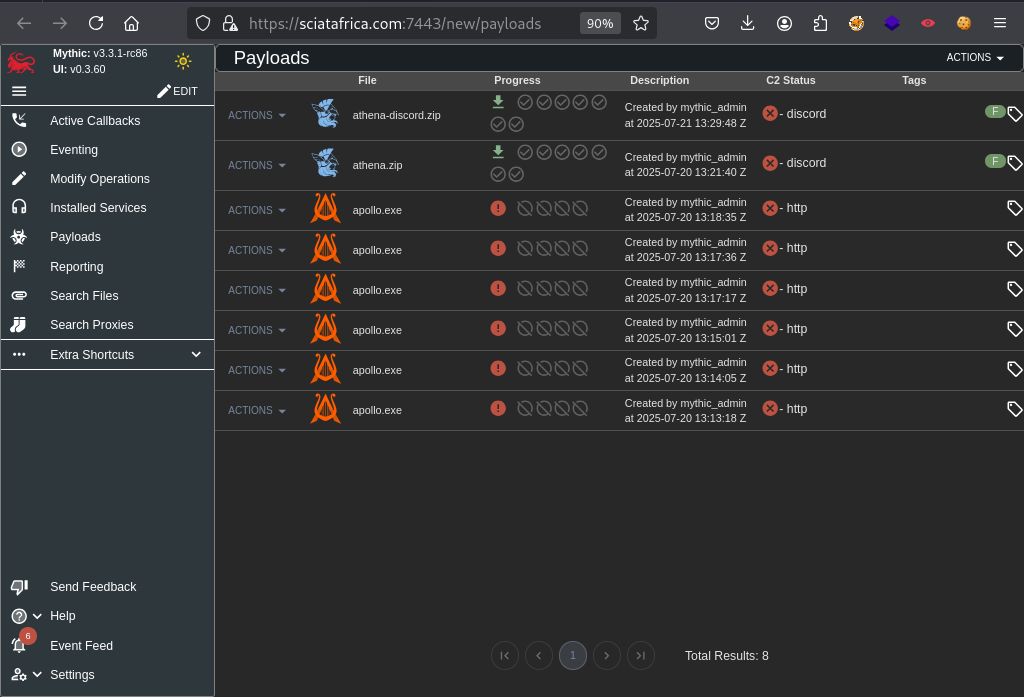 https://sciatafrica.com:7443/new/payloads
90%
Mythic: v3.3.1-rc86
UI: v0.3.60
EDIT
Active Callbacks
Eventing
Modify Operations
Installed Services
Payloads
Reporting
Search Files
Search Proxies
Extra Shortcuts
Send Feedback
Help
6
Event Feed
Settings
Payloads
ACTIONS
File Progress Description C2 Status Tags
ACTIONS athena-discord.zip Created by mythic_admin - discord F
at 2025-07-21 13:29:48 Z
ACTIONS athena.zip Created by mythic_admin - discord F
at 2025-07-20 13:21:40 Z
ACTIONS apollo.exe Created by mythic_admin - http
at 2025-07-20 13:18:35 Z
ACTIONS apollo.exe Created by mythic_admin - http
at 2025-07-20 13:17:36 Z
ACTIONS apollo.exe Created by mythic_admin - http
at 2025-07-20 13:17:17 Z
ACTIONS apollo.exe Created by mythic_admin - http
at 2025-07-20 13:15:01 Z
ACTIONS apollo.exe Created by mythic_admin - http
at 2025-07-20 13:14:05 Z
ACTIONS apollo.exe Created by mythic_admin - http
at 2025-07-20 13:13:18 Z
1
Total Results: 8